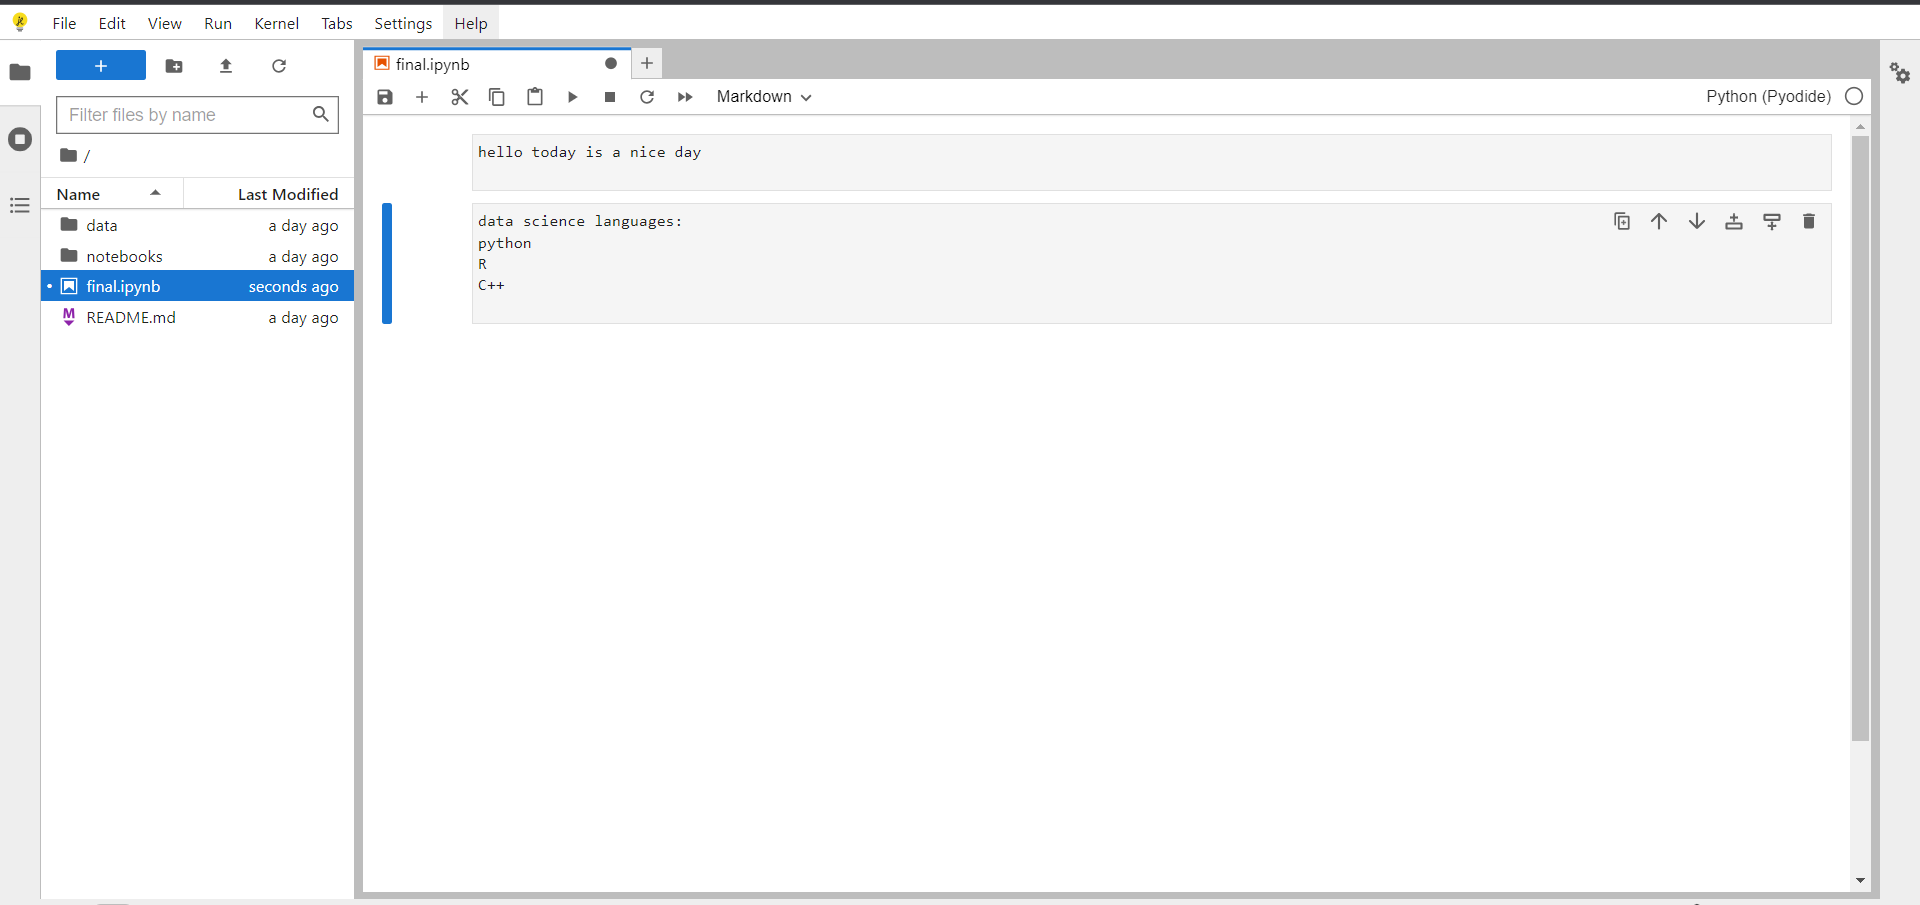 File Edit View Run Kernel Tabs Settings Help
final.ipynb
Markdown
Python (Pyodide)
Filter files by name
/
Name Last Modified
data a day ago
notebooks a day ago
final.ipynb seconds ago
README.md a day ago
hello today is a nice day
data science languages:
python
R
C++